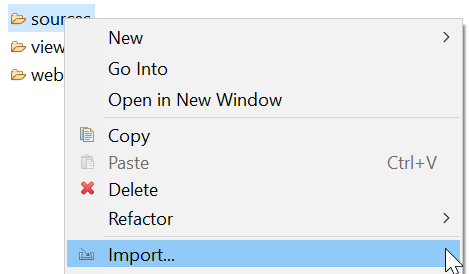 sources
view
New
Go Into
web
Open in New Window
Copy
Paste Ctrl+V
Delete
Refactor
Import...